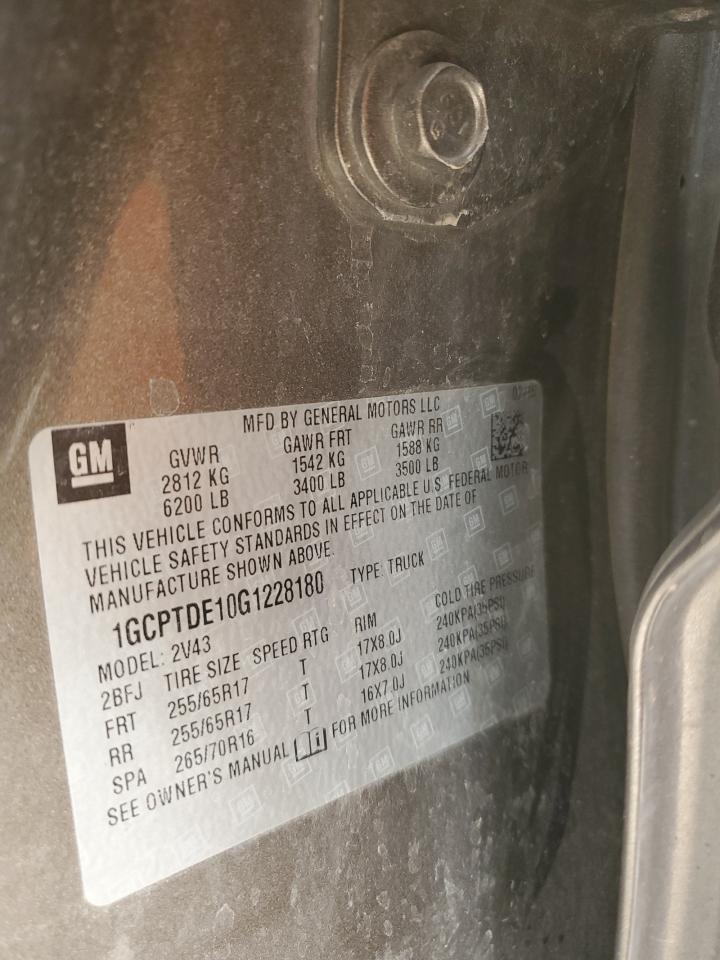 MFD BY GENERAL MOTORS LLC
GM
GVWR GAWR FRT GAWR RR
2812 KG 1542 KG 1588 KG
6200 LB 3400 LB 3500 LB
THIS VEHICLE CONFORMS TO ALL APPLICABLE U.S. FEDERAL MOTOR
VEHICLE SAFETY STANDARDS IN EFFECT ON THE DATE OF
MANUFACTURE SHOWN ABOVE.
1GCPTDE10G1228180 TYPE: TRUCK
MODEL: 2V43
2BFJ TIRE SIZE SPEED RTG RIM COLD TIRE PRESSURE
FRT 255/65R17 T 17X8.0J 240KPA(35PSI)
RR 255/65R17 T 17X8.0J 240KPA(35PSI)
SPA 265/70R16 T 16X7.0J 240KPA(35PSI)
SEE OWNER'S MANUAL FOR MORE INFORMATION